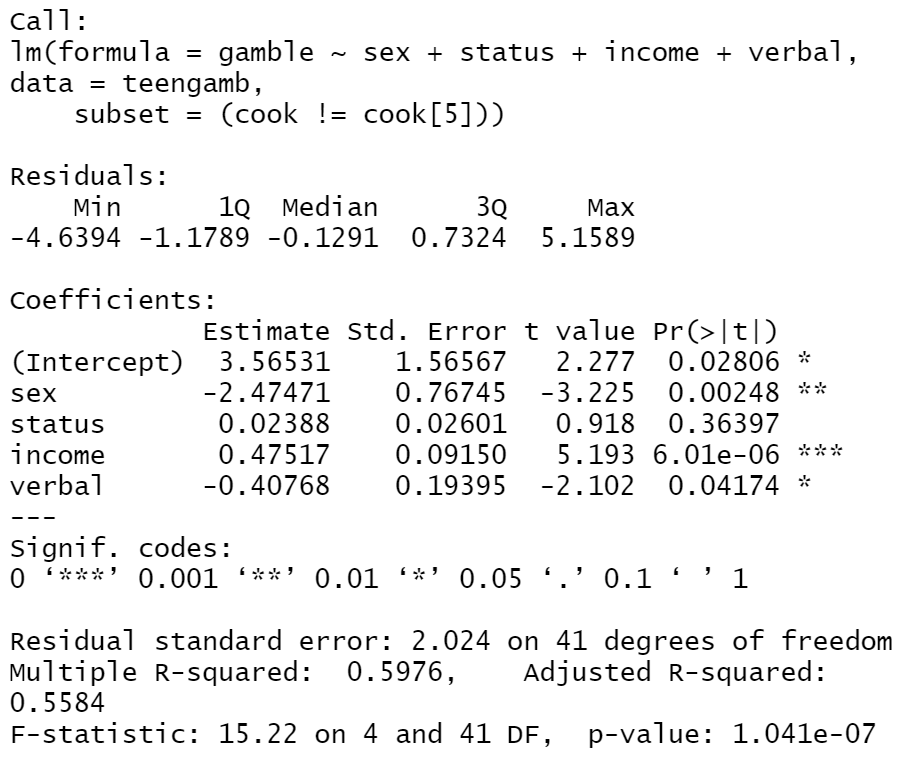 Call:
lm(formula = gamble ~ sex + status + income + verbal,
data = teengamb,
    subset = (cook != cook[5]))

Residuals:
    Min      1Q  Median      3Q     Max
-4.6394 -1.1789 -0.1291  0.7324  5.1589

Coefficients:
            Estimate Std. Error t value Pr(>|t|)
(Intercept)  3.56531    1.56567   2.277  0.02806 *
sex         -2.47471    0.76745  -3.225  0.00248 **
status       0.02388    0.02601   0.918  0.36397
income       0.47517    0.09150   5.193 6.01e-06 ***
verbal      -0.40768    0.19395  -2.102  0.04174 *
---
Signif. codes:
0 ‘***’ 0.001 ‘**’ 0.01 ‘*’ 0.05 ‘.’ 0.1 ‘ ’ 1

Residual standard error: 2.024 on 41 degrees of freedom
Multiple R-squared:  0.5976,    Adjusted R-squared:
0.5584
F-statistic: 15.22 on 4 and 41 DF,  p-value: 1.041e-07